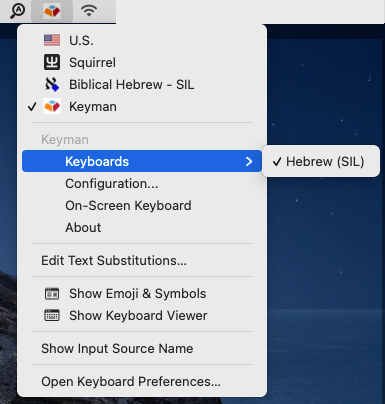 U.S.
Squirrel
Biblical Hebrew - SIL
✓ Keyman
Keyman
Keyboards
✓ Hebrew (SIL)
Configuration...
On-Screen Keyboard
About
Edit Text Substitutions...
Show Emoji & Symbols
Show Keyboard Viewer
Show Input Source Name
Open Keyboard Preferences...